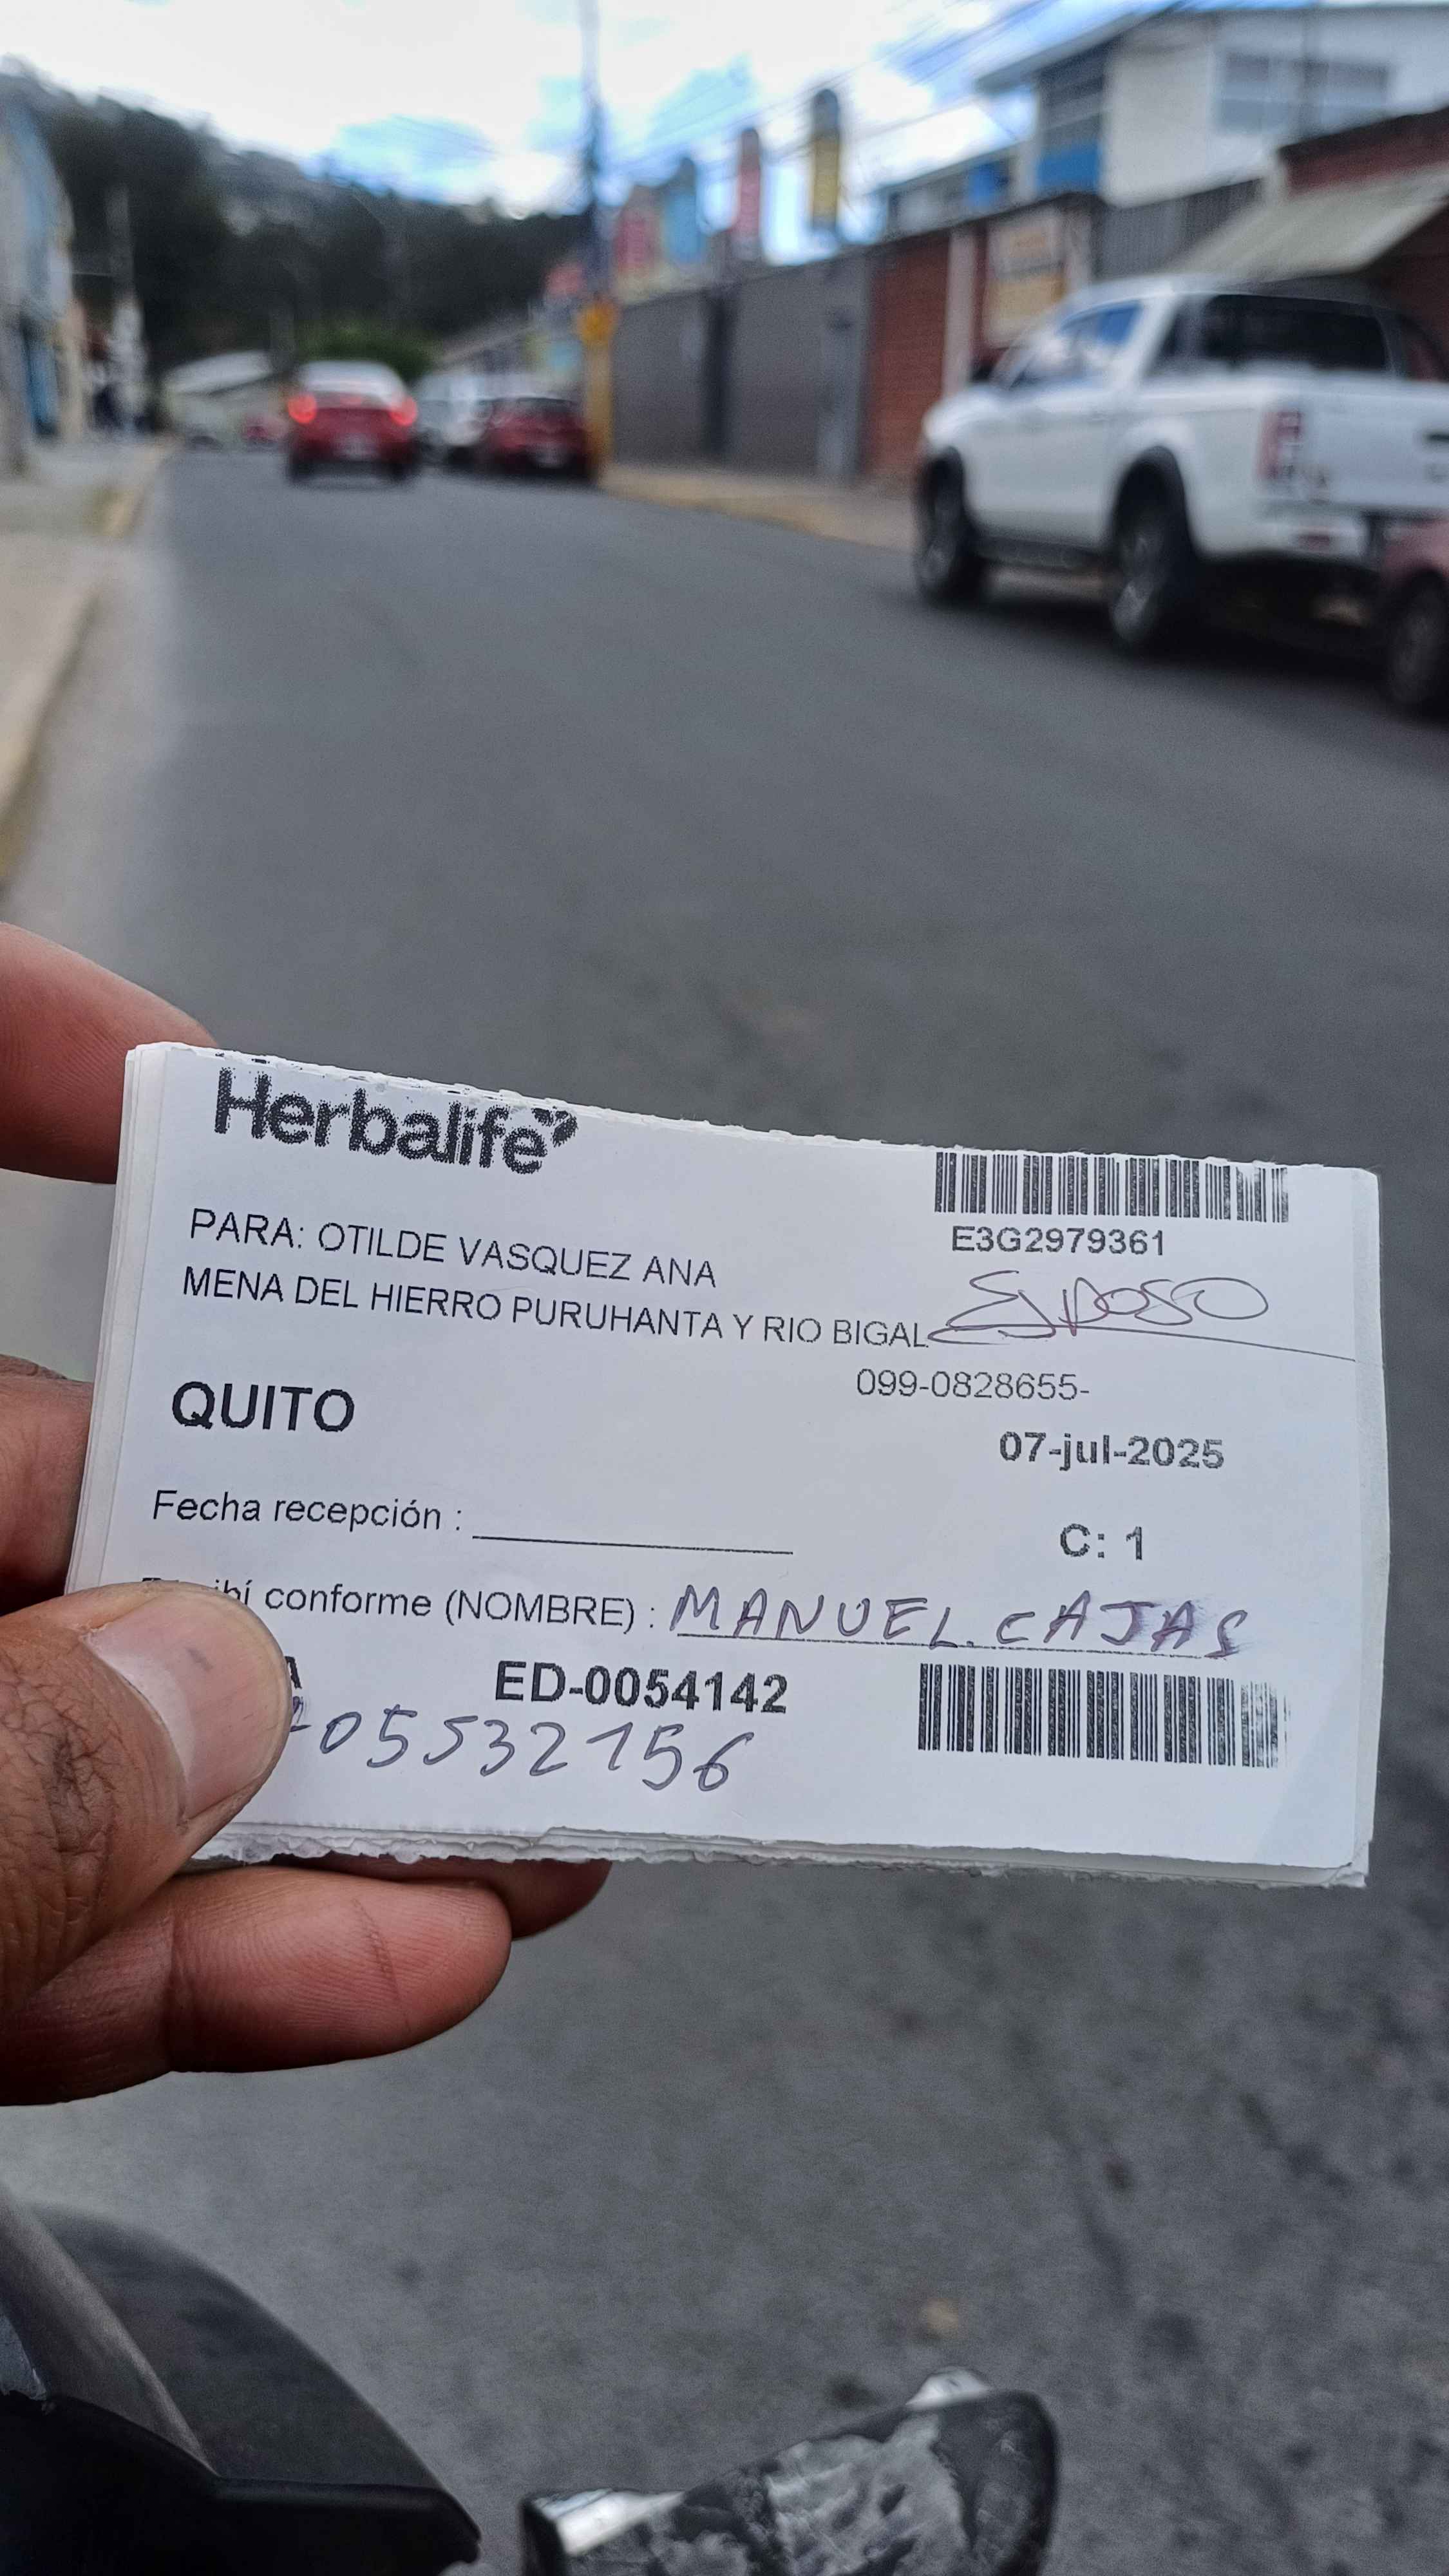 Herbalife
E3G2979361
PARA: OTILDE VASQUEZ ANA
MENA DEL HIERRO PURUHANTA Y RIO BIGAL
Esposo
099-0828655-
QUITO
07-jul-2025
Fecha recepción :
C: 1
conforme (NOMBRE) : MANUEL. CAJAS
ED-0054142
05532156